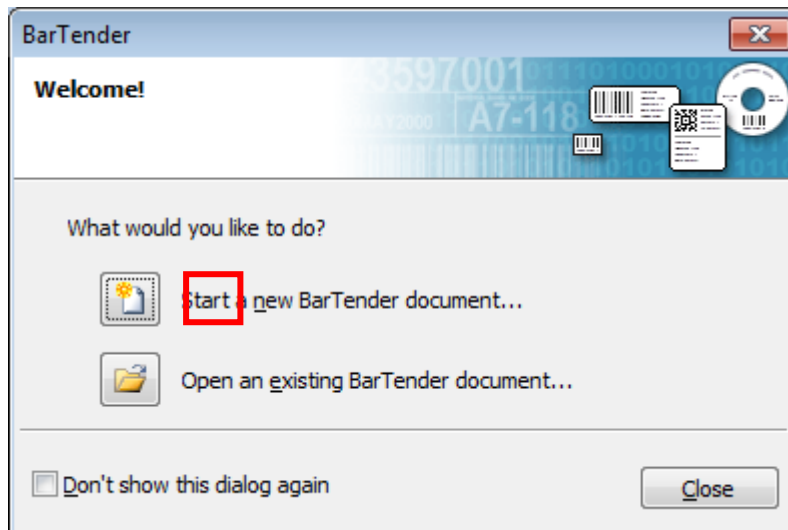 BarTender
Welcome!
3597001
A7-118
What would you like to do?
Start a new BarTender document...
Open an existing BarTender document...
Don't show this dialog again
Close